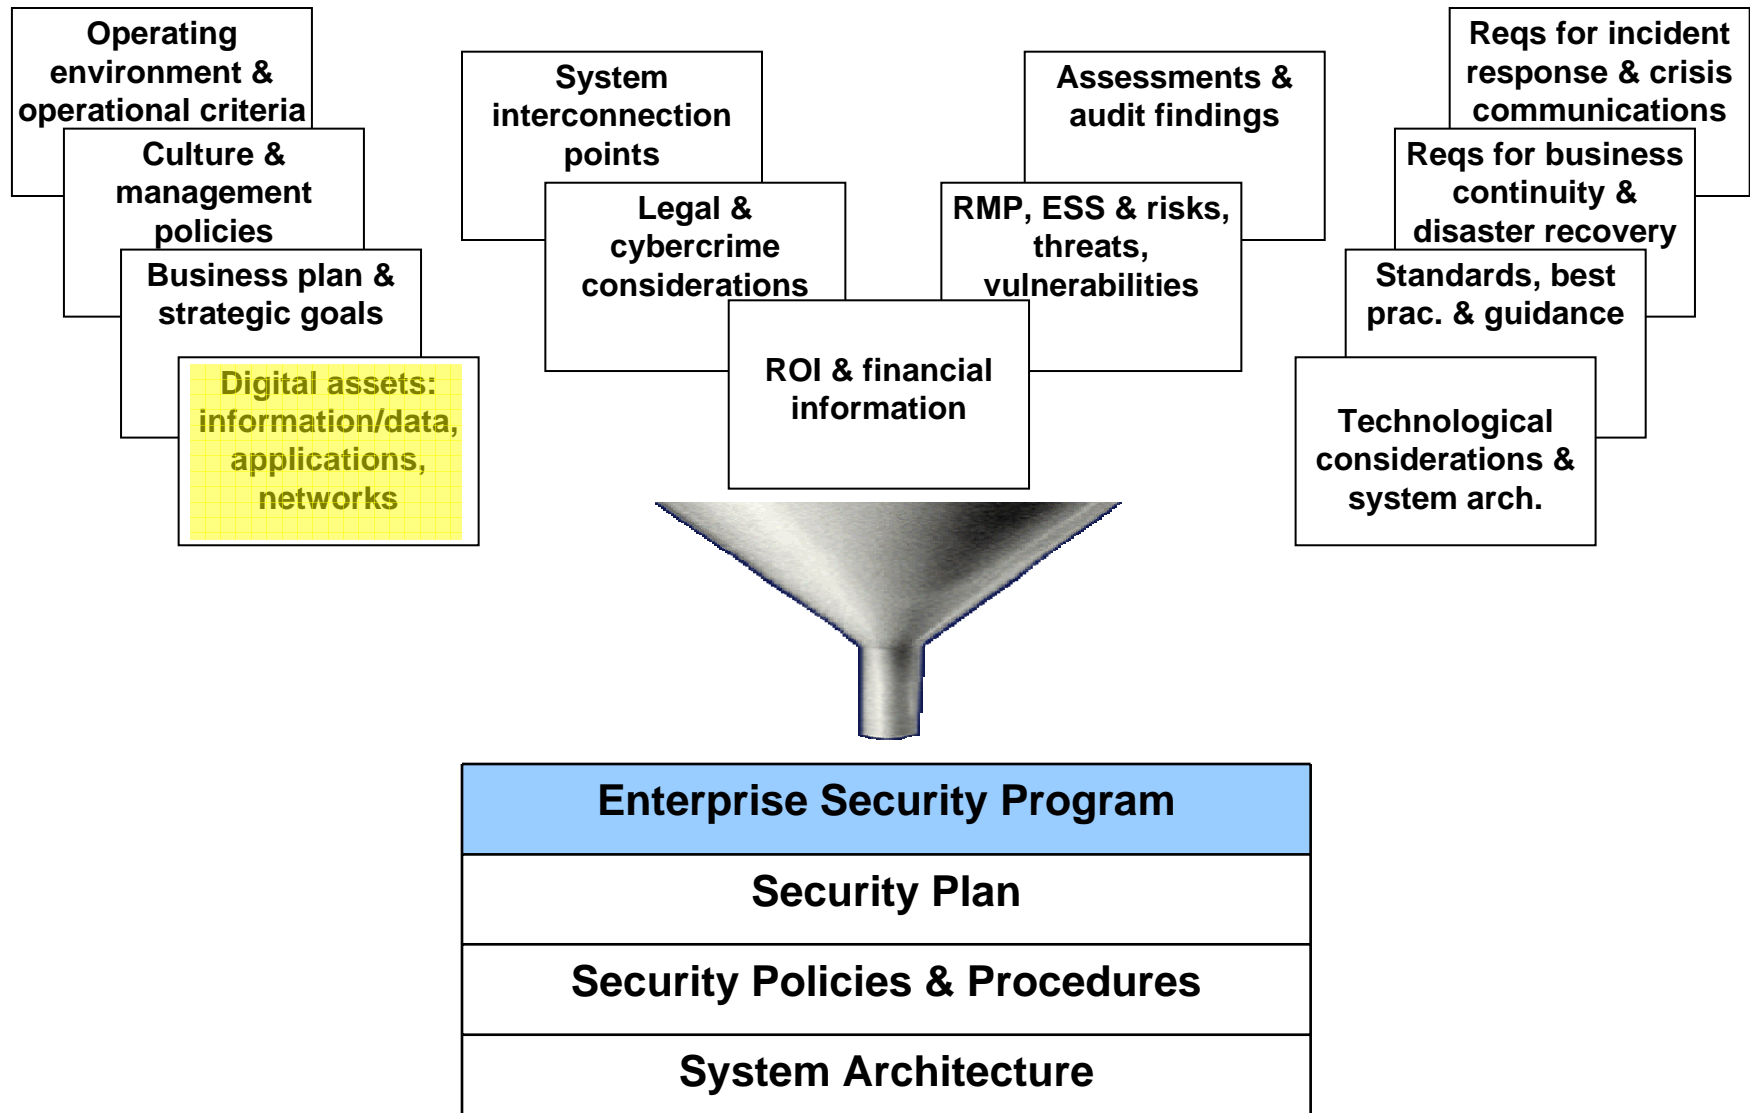 Operating
environment &
operational criteria
Culture &
management
policies
Business plan &
strategic goals
Digital assets:
information/data,
applications,
networks
System
interconnection
points
Legal &
cybercrime
considerations
ROI & financial
information
Assessments &
audit findings
RMP, ESS & risks,
threats,
vulnerabilities
Reqs for incident
response & crisis
communications
Reqs for business
continuity &
disaster recovery
Standards, best
prac. & guidance
Technological
considerations &
system arch.
Enterprise Security Program
Security Plan
Security Policies & Procedures
System Architecture